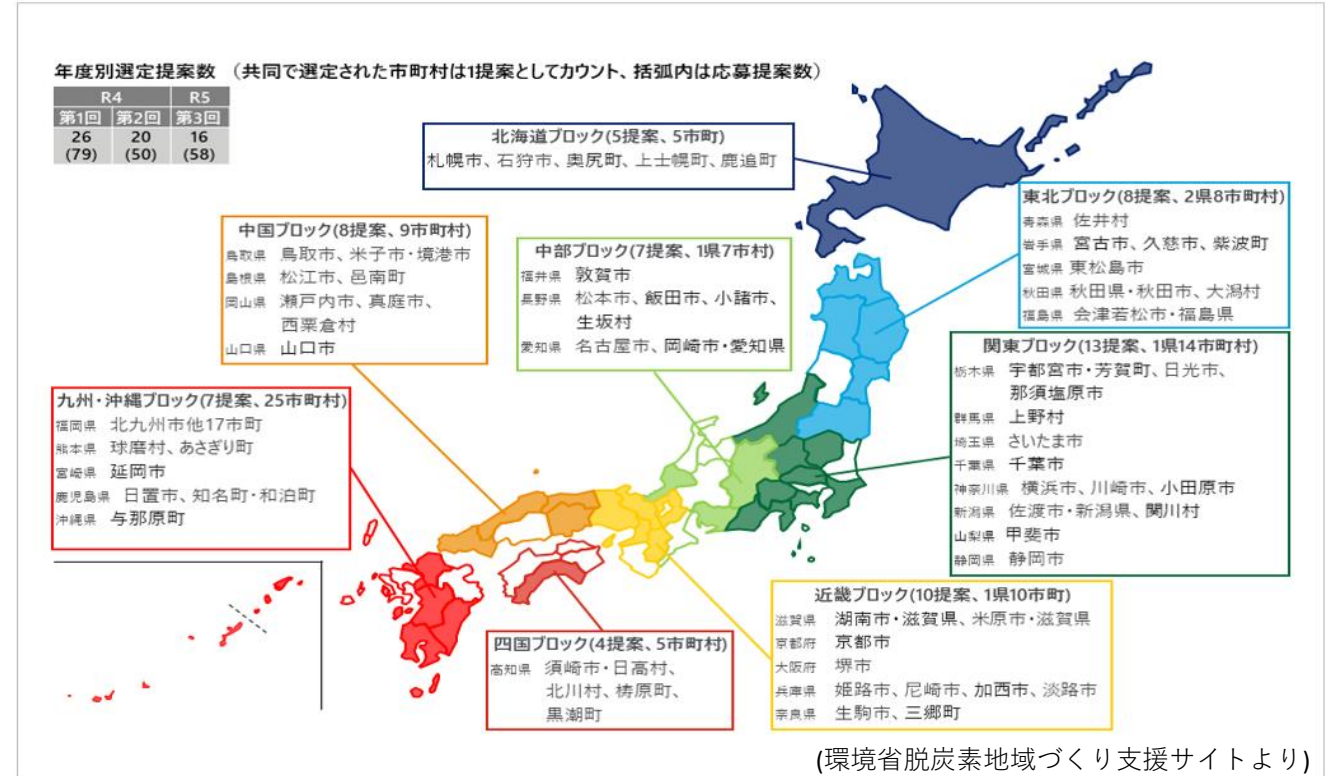 年度別選定提案数 (共同で選定された市町村は1提案としてカウント、括弧内は応募提案数)
R4 R5
第1回 第2回 第3回
26 20 16
(79) (50) (58)
北海道ブロック(5提案、5市町)
札幌市、石狩市、奥尻町、上士幌町、鹿追町
東北ブロック(8提案、2県8市町村)
青森県 佐井村
岩手県 宮古市、久慈市、紫波町
宮城県 東松島市
秋田県 秋田県・秋田市、大潟村
福島県 会津若松市・福島県
中国ブロック(8提案、9市町村)
鳥取県 鳥取市、米子市・境港市
島根県 松江市、邑南町
岡山県 瀬戸内市、真庭市、
西粟倉村
山口県 山口市
中部ブロック(7提案、1県7市村)
福井県 敦賀市
長野県 松本市、飯田市、小諸市、
生坂村
愛知県 名古屋市、岡崎市・愛知県
関東ブロック(13提案、1県14市町村)
栃木県 宇都宮市・芳賀町、日光市、
那須塩原市
群馬県 上野村
埼玉県 さいたま市
千葉県 千葉市
神奈川県 横浜市、川崎市、小田原市
新潟県 佐渡市・新潟県、関川村
山梨県 甲斐市
静岡県 静岡市
九州・沖縄ブロック(7提案、25市町村)
福岡県 北九州市他17市町
熊本県 球磨村、あさぎり町
宮崎県 延岡市
鹿児島県 日置市、知名町・和泊町
沖縄県 与那原町
四国ブロック(4提案、5市町村)
高知県 須崎市・日高村、
北川村、梼原町、
黒潮町
近畿ブロック(10提案、1県10市町)
滋賀県 湖南市・滋賀県、米原市・滋賀県
京都府 京都市
大阪府 堺市
兵庫県 姫路市、尼崎市、加西市、淡路市
奈良県 生駒市、三郷町
(環境省脱炭素地域づくり支援サイトより)